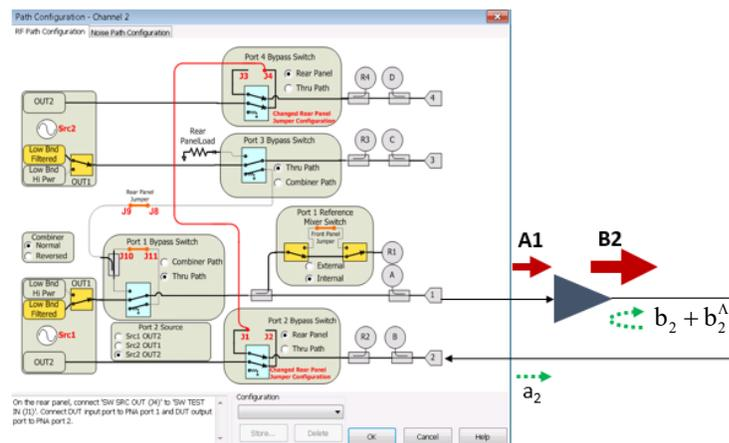 Path Configuration - Channel 2
RF Path Configuration
Noise Path Configuration
Port 4 Bypass Switch
J3
J4
Rear Panel
Thru Path
Changed Rear Panel
Jumper Configuration
R4
D
4
OUT2
Src2
Low Bnd
Filtered
Low Bnd
Hi Pwr
OUT1
Rear
PanelLoad
Port 3 Bypass Switch
Thru Path
Combiner Path
R3
C
3
Rear Panel
Jumper
J9
J8
Port 1 Reference
Mixer Switch
Front Panel
Jumper
External
Internal
R1
A
1
Combiner
Normal
Reversed
Port 1 Bypass Switch
J10
J11
Combiner Path
Thru Path
Low Bnd
Hi Pwr
Low Bnd
Filtered
OUT1
Src1
OUT2
Port 2 Source
Src1 OUT2
Src2 OUT1
Src2 OUT2
Port 2 Bypass Switch
J1
J2
Rear Panel
Thru Path
Changed Rear Panel
Jumper Configuration
R2
B
2
A1
B2
b2 + b2^Λ
a2
On the rear panel, connect 'SW SRC OUT (J4)' to 'SW TEST
IN (J1)'. Connect DUT input port to PNA port 1 and DUT output
port to PNA port 2.
Configuration
Store...
Delete
OK
Cancel
Help